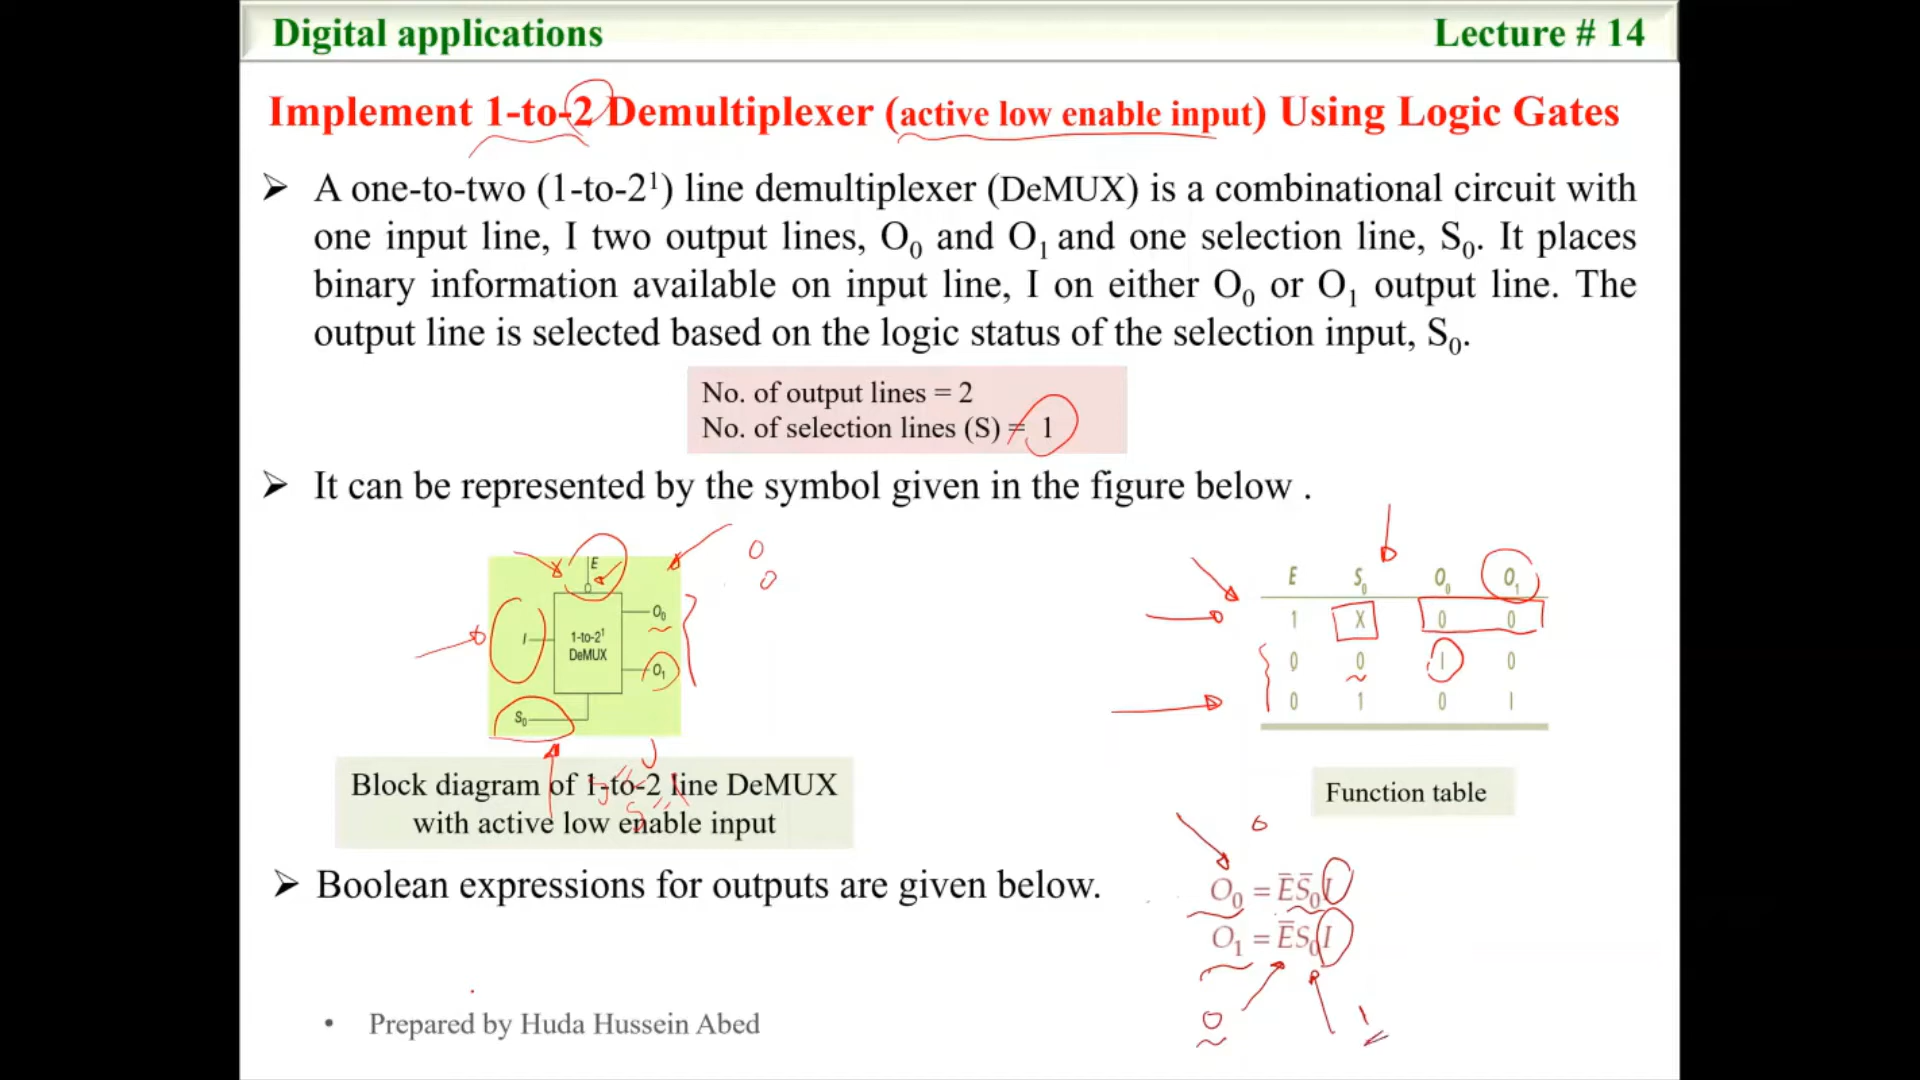 Digital applications
Lecture # 14
Implement 1-to-2 Demultiplexer (active low enable input) Using Logic Gates
➢ A one-to-two (1-to-2¹) line demultiplexer (DeMUX) is a combinational circuit with
one input line, I two output lines, O₀ and O₁ and one selection line, S₀. It places
binary information available on input line, I on either O₀ or O₁ output line. The
output line is selected based on the logic status of the selection input, S₀.
No. of output lines = 2
No. of selection lines (S) = 1
➢ It can be represented by the symbol given in the figure below .
E
0
0
O₀
I
1-to-2¹
DeMUX
O₁
S₀
E S₀ O₀ O₁
1 X 0 0
0 0 1 0
0 1 0 1
Block diagram of 1-to-2 line DeMUX
with active low enable input
Function table
0
➢ Boolean expressions for outputs are given below.
O₀ = E̅S̅₀I
O₁ = E̅S₀I
0
1
• Prepared by Huda Hussein Abed